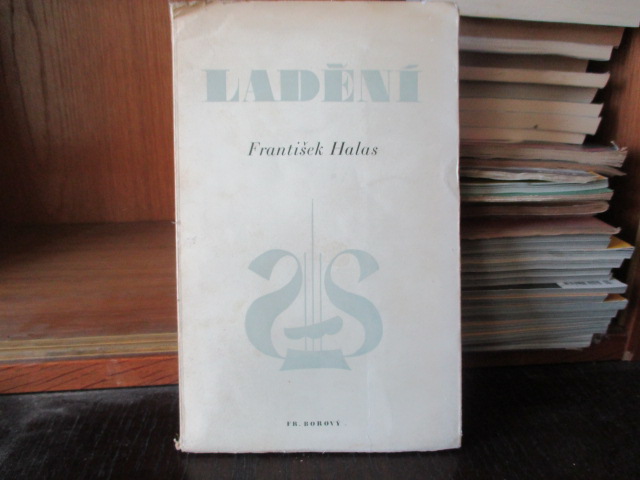 LADĚNÍ
František Halas
FR. BOROVÝ